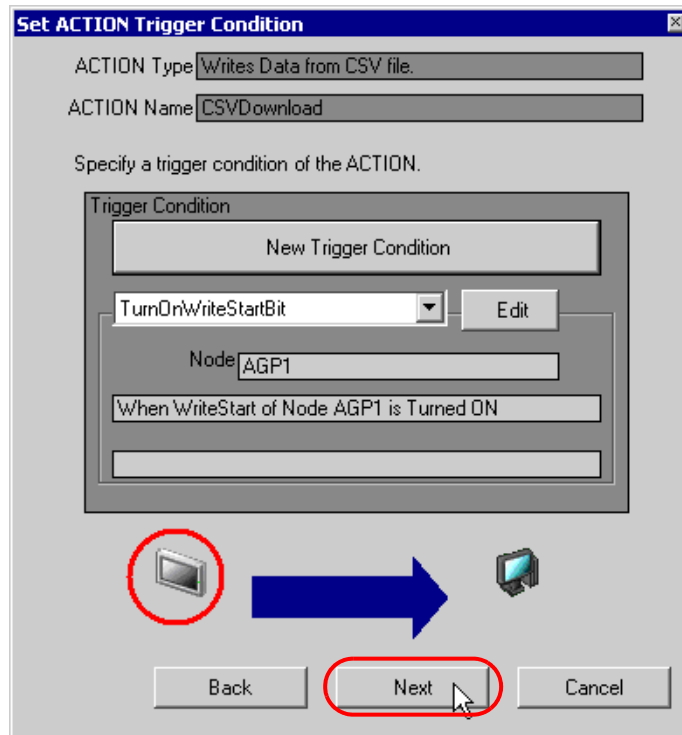 Set ACTION Trigger Condition
ACTION Type Writes Data from CSV file.
ACTION Name CSVDownload
Specify a trigger condition of the ACTION.
Trigger Condition
New Trigger Condition
TurnOnWriteStartBit Edit
Node AGP1
When WriteStart of Node AGP1 is Turned ON
Back Next Cancel